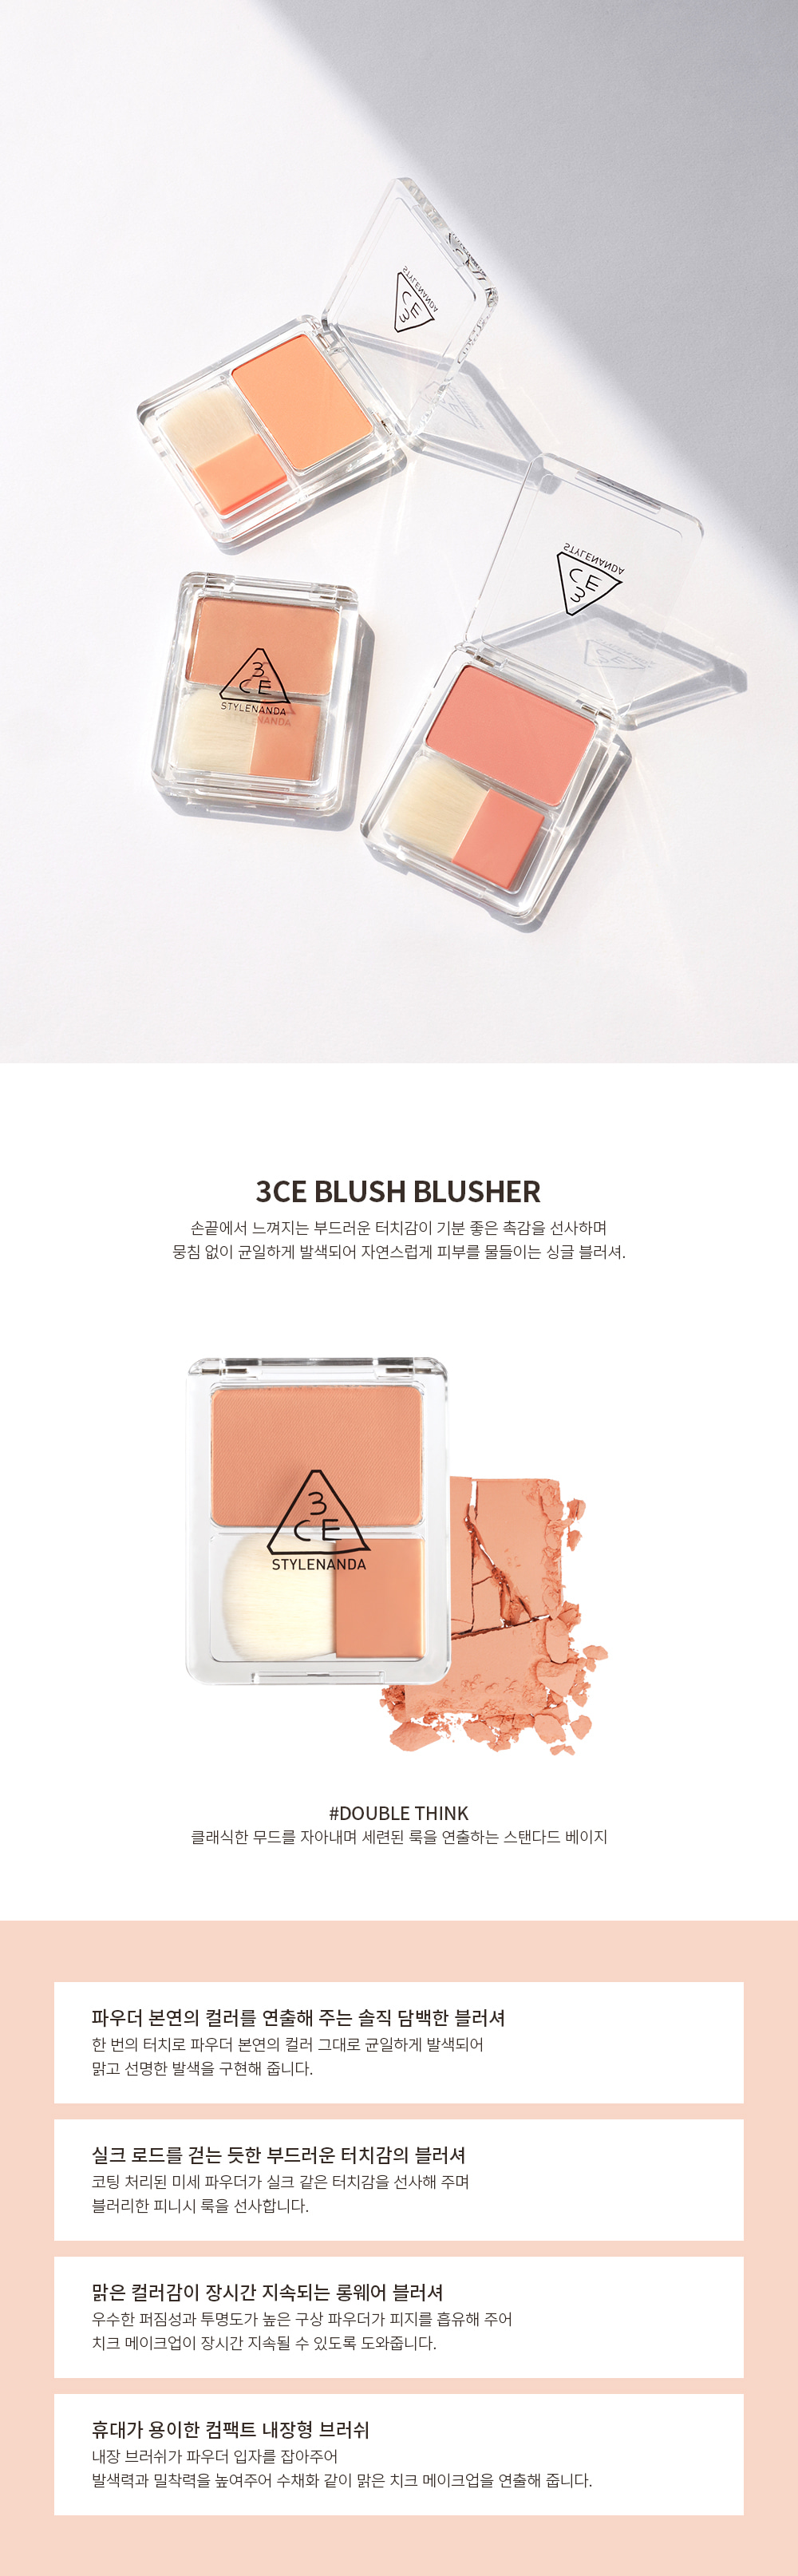 3CE
STYLENANDA
3CE
STYLENANDA
3
CE
STYLENANDA
3CE BLUSH BLUSHER
손끝에서 느껴지는 부드러운 터치감이 기분 좋은 촉감을 선사하며
뭉침 없이 균일하게 발색되어 자연스럽게 피부를 물들이는 싱글 블러셔.
3
CE
STYLENANDA
#DOUBLE THINK
클래식한 무드를 자아내며 세련된 룩을 연출하는 스탠다드 베이지
파우더 본연의 컬러를 연출해 주는 솔직 담백한 블러셔
한 번의 터치로 파우더 본연의 컬러 그대로 균일하게 발색되어
맑고 선명한 발색을 구현해 줍니다.
실크 로드를 걷는 듯한 부드러운 터치감의 블러셔
코팅 처리된 미세 파우더가 실크 같은 터치감을 선사해 주며
블러리한 피니시 룩을 선사합니다.
맑은 컬러감이 장시간 지속되는 롱웨어 블러셔
우수한 퍼짐성과 투명도가 높은 구상 파우더가 피지를 흡유해 주어
치크 메이크업이 장시간 지속될 수 있도록 도와줍니다.
휴대가 용이한 컴팩트 내장형 브러쉬
내장 브러쉬가 파우더 입자를 잡아주어
발색력과 밀착력을 높여주어 수채화 같이 맑은 치크 메이크업을 연출해 줍니다.